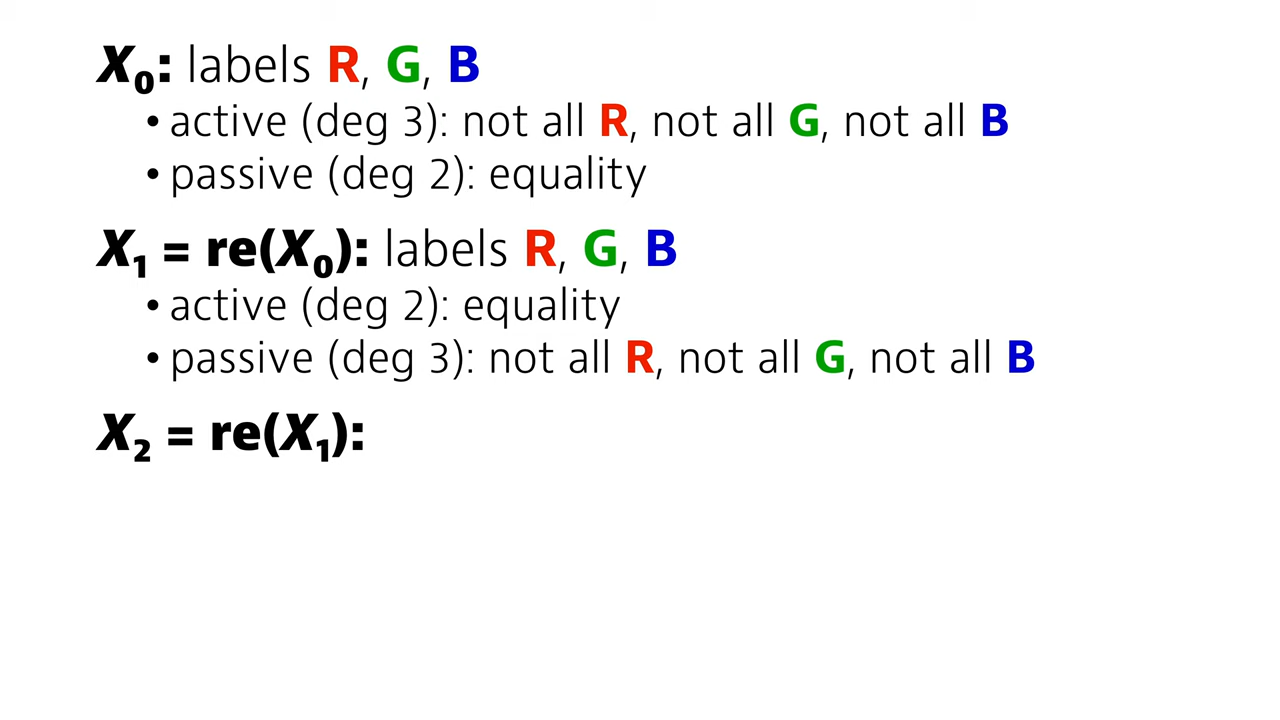 X₀: labels R, G, B
• active (deg 3): not all R, not all G, not all B
• passive (deg 2): equality
X₁ = re(X₀): labels R, G, B
• active (deg 2): equality
• passive (deg 3): not all R, not all G, not all B
X₂ = re(X₁):